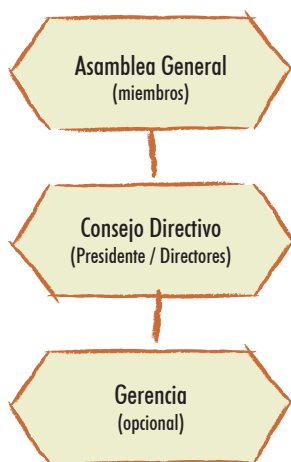 Asamblea General
(miembros)
Consejo Directivo
(Presidente / Directores)
Gerencia
(opcional)